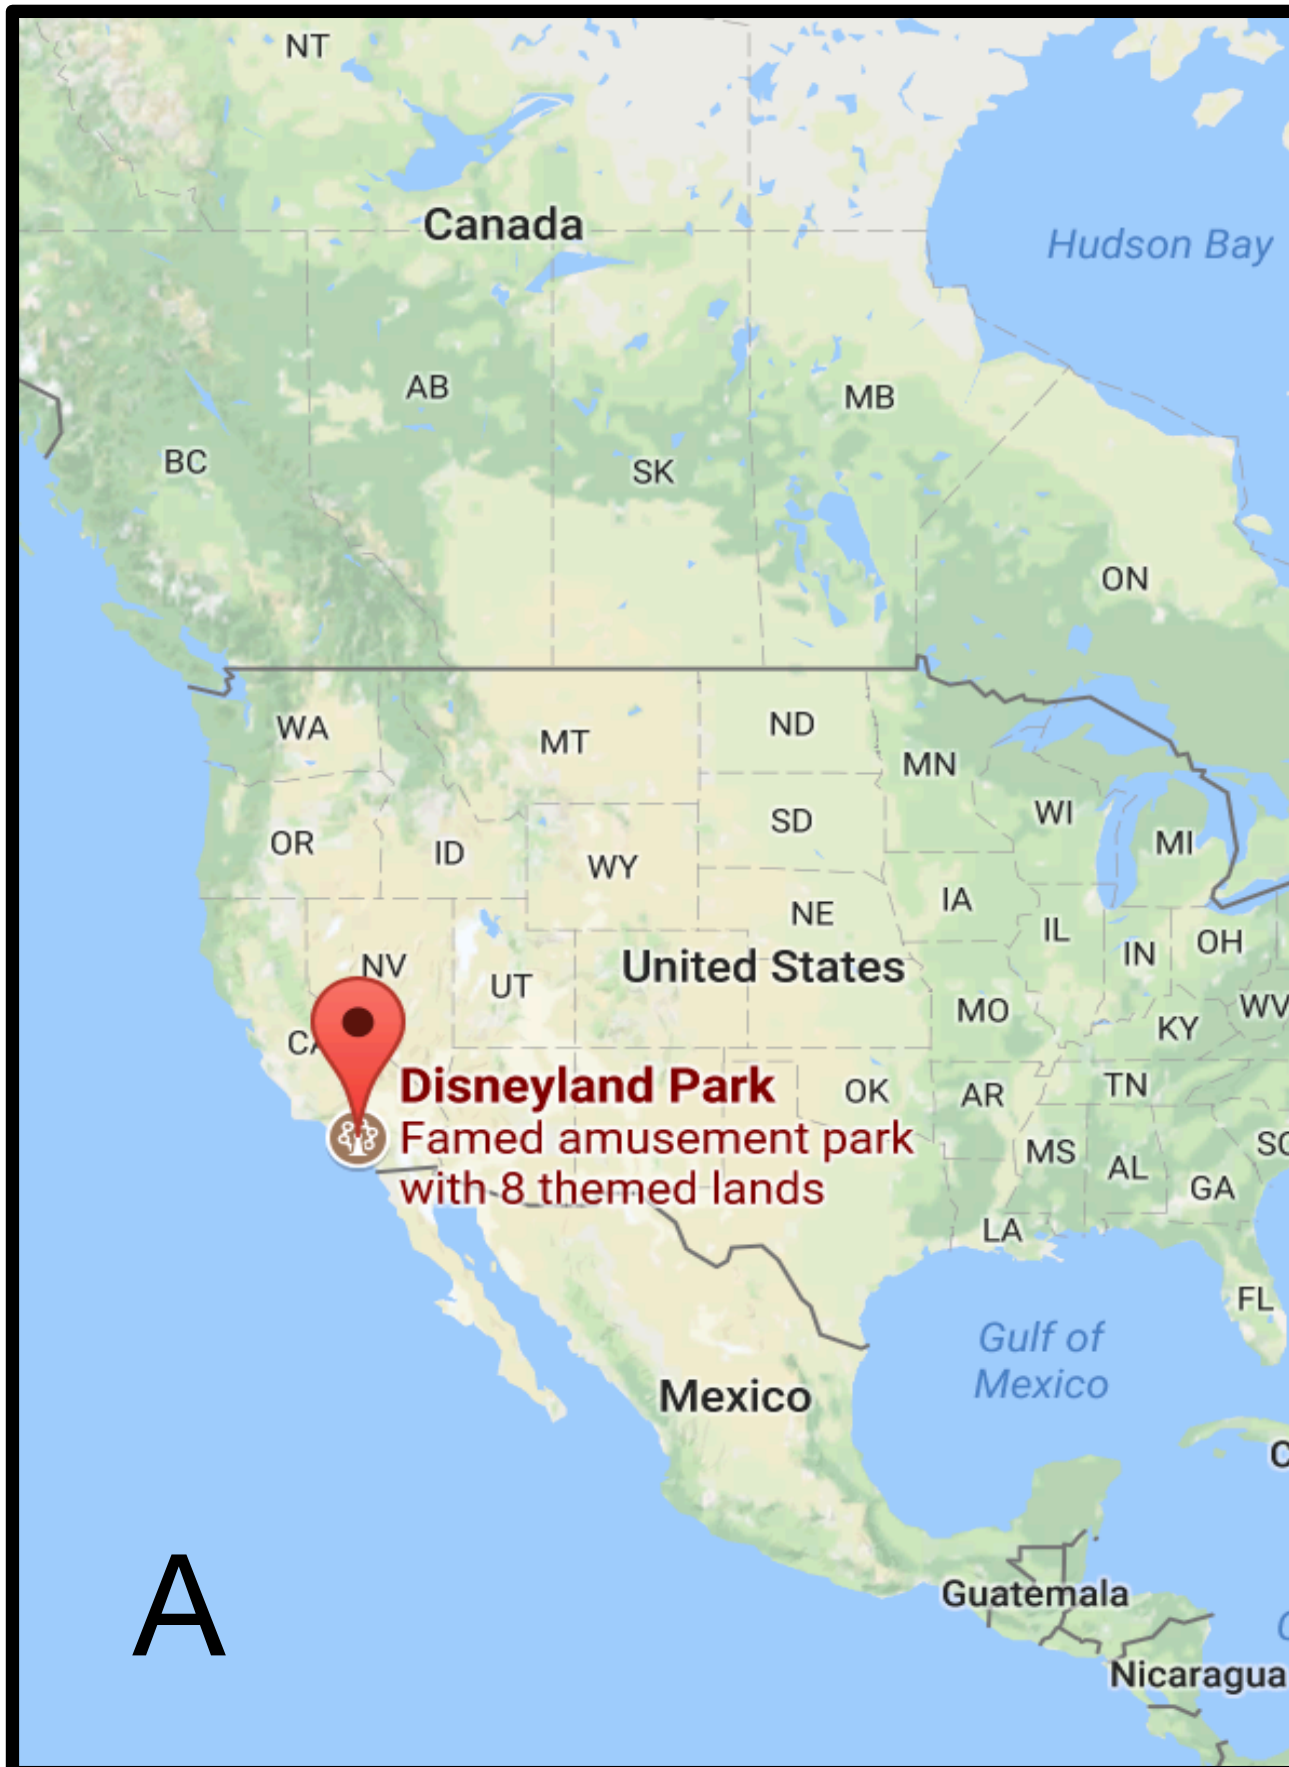 NT
Canada
Hudson Bay
AB
MB
BC
SK
ON
WA
MT
ND
MN
OR
ID
WY
SD
WI
MI
NE
IA
IL
IN
OH
NV
UT
United States
MO
KY
WV
CA
Disneyland Park
Famed amusement park
with 8 themed lands
OK
AR
TN
MS
AL
SC
GA
LA
FL
Gulf of
Mexico
Mexico
A
Guatemala
Nicaragua